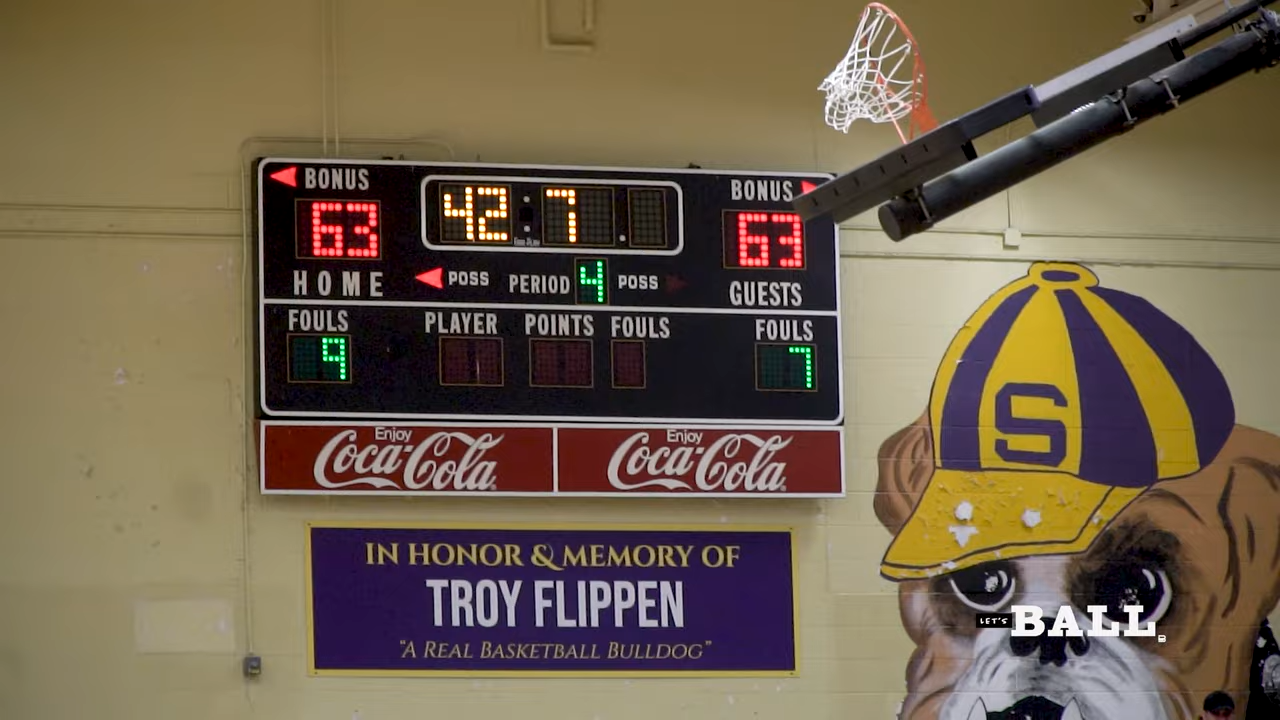 BONUS
42:7
BONUS
63
63
HOME
POSS
PERIOD 4
POSS
GUESTS
FOULS
PLAYER
POINTS
FOULS
FOULS
9
7
Enjoy
Coca-Cola
Enjoy
Coca-Cola
S
IN HONOR & MEMORY OF
TROY FLIPPEN
"A REAL BASKETBALL BULLDOG"
LET'S BALL